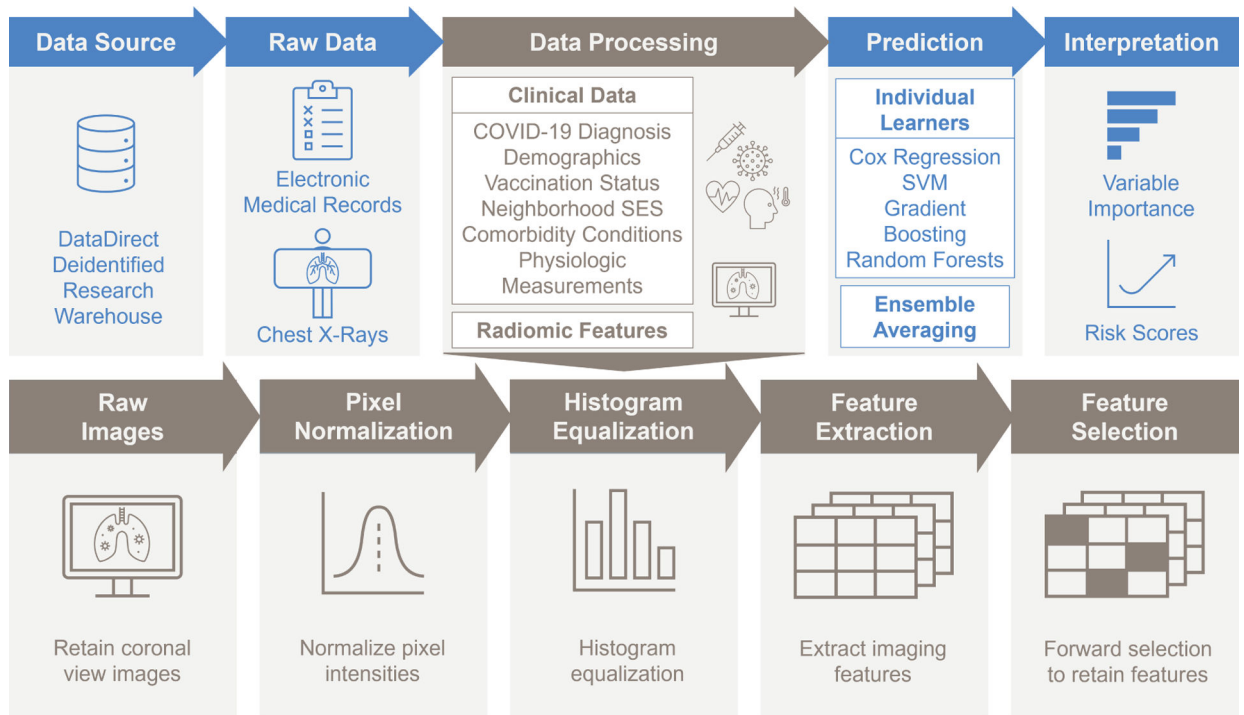 Data Source
Raw Data
Data Processing
Prediction
Interpretation
DataDirect
Deidentified
Research
Warehouse
Electronic
Medical Records
Chest X-Rays
Clinical Data
COVID-19 Diagnosis
Demographics
Vaccination Status
Neighborhood SES
Comorbidity Conditions
Physiologic
Measurements
Radiomic Features
Individual
Learners
Cox Regression
SVM
Gradient
Boosting
Random Forests
Ensemble
Averaging
Variable
Importance
Risk Scores
Raw
Images
Pixel
Normalization
Histogram
Equalization
Feature
Extraction
Feature
Selection
Retain coronal
view images
Normalize pixel
intensities
Histogram
equalization
Extract imaging
features
Forward selection
to retain features